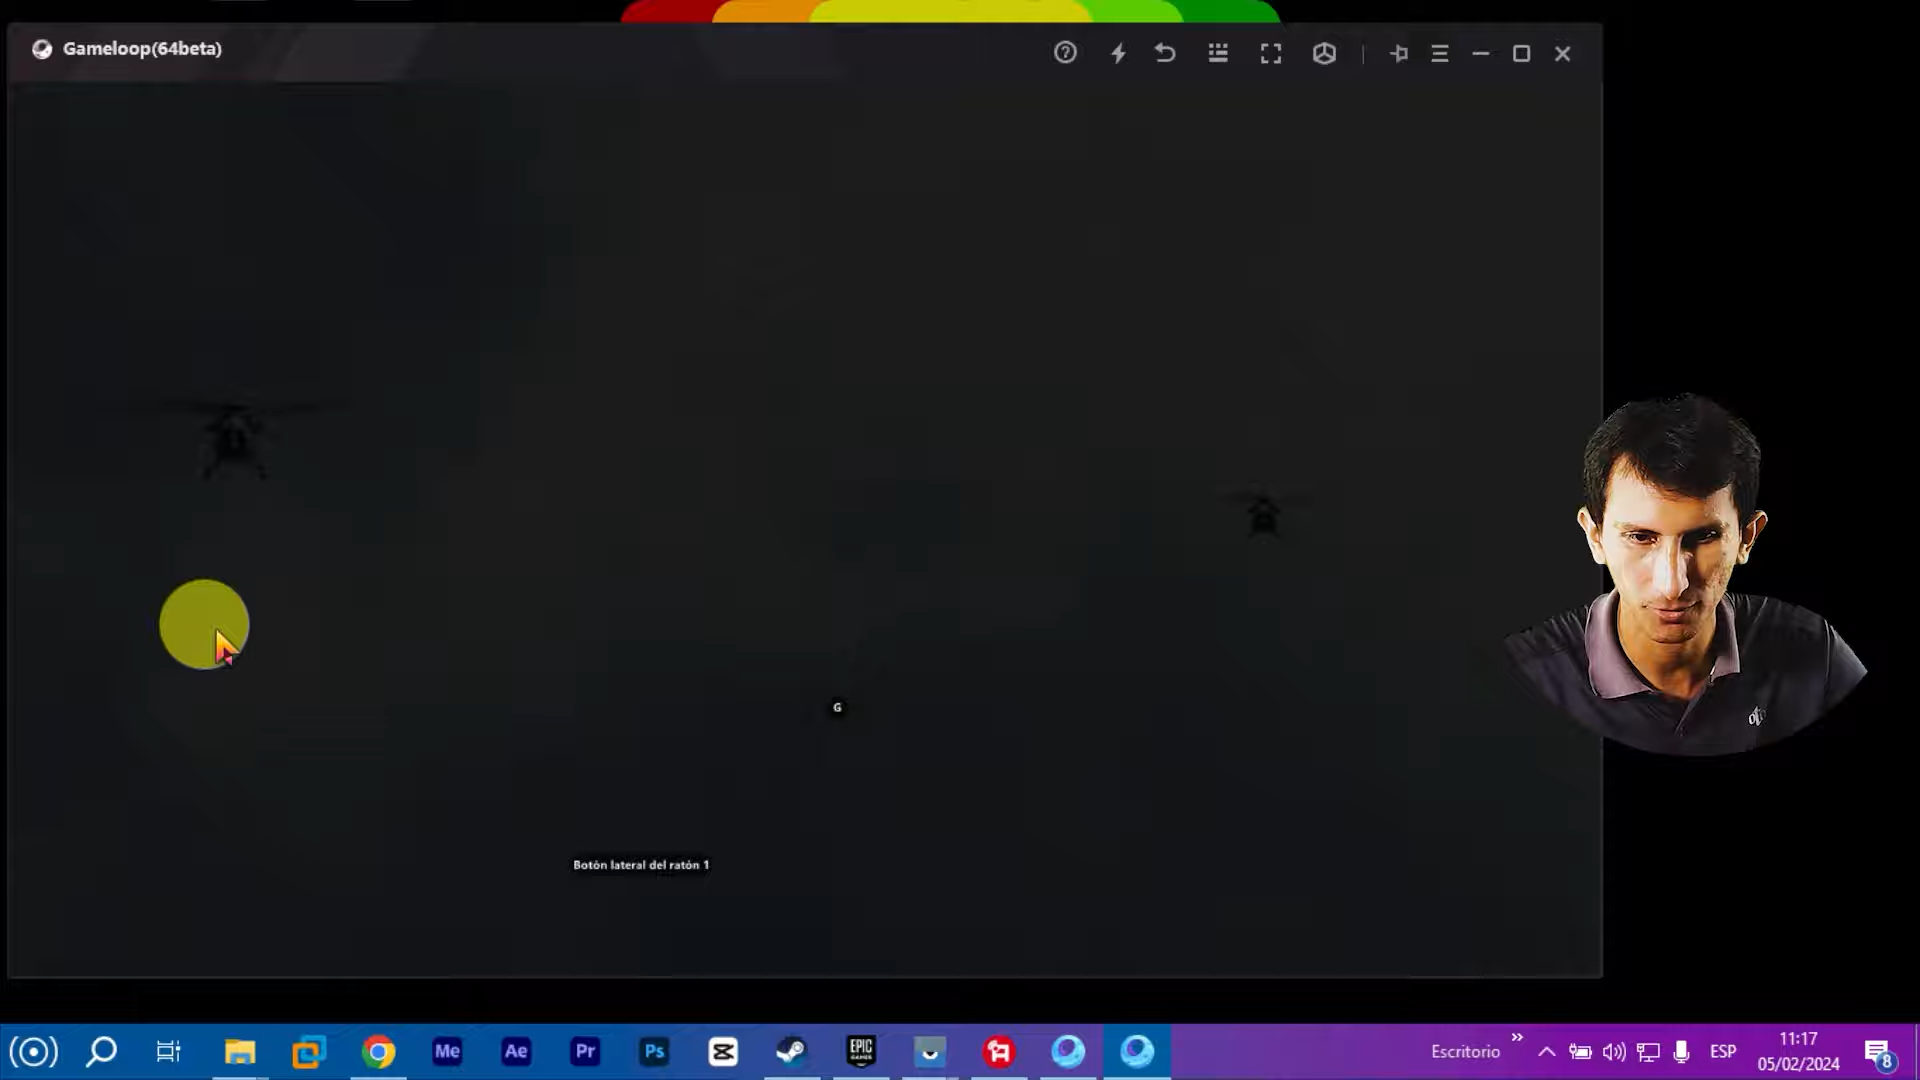 Gameloop(64beta)
G
Botón lateral del ratón 1
Me
Ae
Pr
Ps
EPIC
GAMES
Escritorio
ESP
11:17
05/02/2024
8